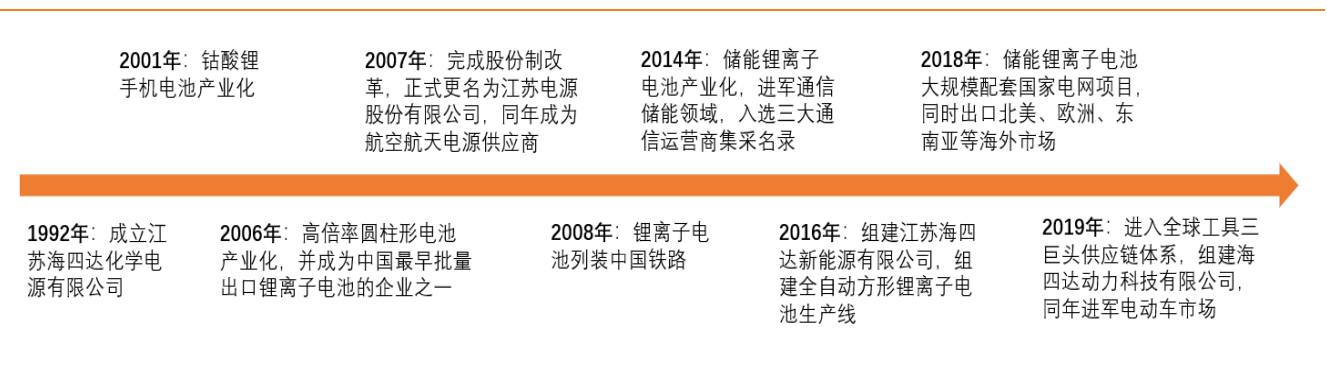 2001年：钴酸锂
手机电池产业化
2007年：完成股份制改
革，正式更名为江苏电源
股份有限公司，同年成为
航空航天电源供应商
2014年：储能锂离子
电池产业化，进军通信
储能领域，入选三大通
信运营商集采名录
2018年：储能锂离子电池
大规模配套国家电网项目，
同时出口北美、欧洲、东
南亚等海外市场
1992年：成立江
苏海四达化学电
源有限公司
2006年：高倍率圆柱形电池
产业化，并成为中国最早批量
出口锂离子电池的企业之一
2008年：锂离子电
池列装中国铁路
2016年：组建江苏海四
达新能源有限公司，组
建全自动方形锂离子电
池生产线
2019年：进入全球工具三
巨头供应链体系，组建海
四达动力科技有限公司，
同年进军电动车市场